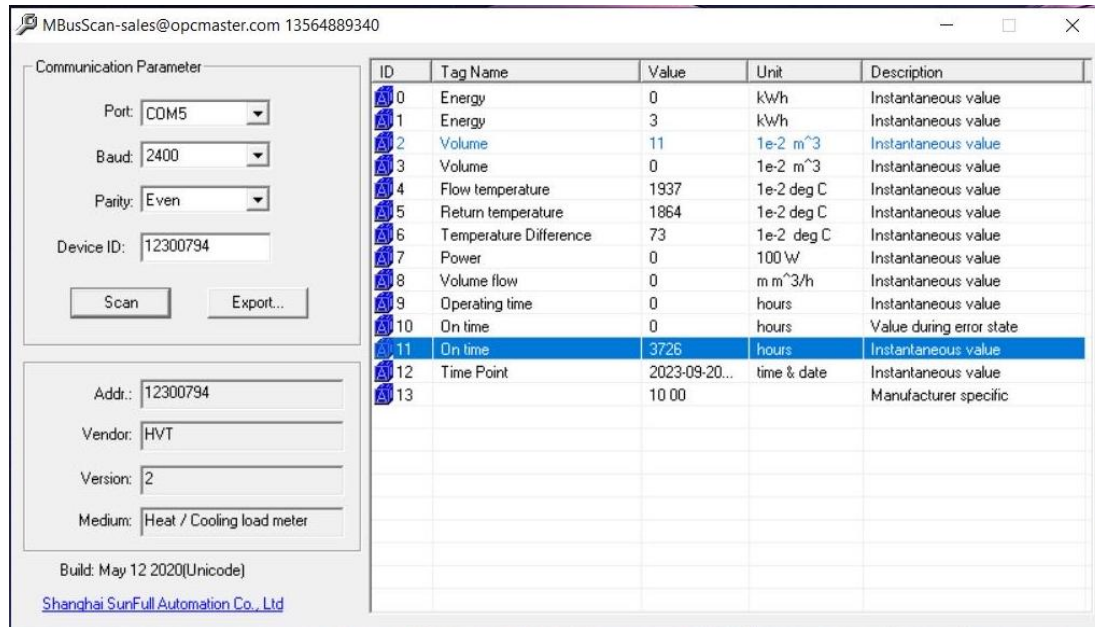 MBusScan-sales@opcmaster.com 13564889340
Communication Parameter
Port: COM5
Baud: 2400
Parity: Even
Device ID: 12300794
Scan Export...
Addr.: 12300794
Vendor: HVT
Version: 2
Medium: Heat / Cooling load meter
Build: May 12 2020(Unicode)
Shanghai SunFull Automation Co., Ltd
ID Tag Name Value Unit Description
0 Energy 0 kWh Instantaneous value
1 Energy 3 kWh Instantaneous value
2 Volume 11 1e-2 m^3 Instantaneous value
3 Volume 0 1e-2 m^3 Instantaneous value
4 Flow temperature 1937 1e-2 deg C Instantaneous value
5 Return temperature 1864 1e-2 deg C Instantaneous value
6 Temperature Difference 73 1e-2 deg C Instantaneous value
7 Power 0 100 W Instantaneous value
8 Volume flow 0 m m^3/h Instantaneous value
9 Operating time 0 hours Instantaneous value
10 On time 0 hours Value during error state
11 On time 3726 hours Instantaneous value
12 Time Point 2023-09-20... time & date Instantaneous value
13 10 00 Manufacturer specific